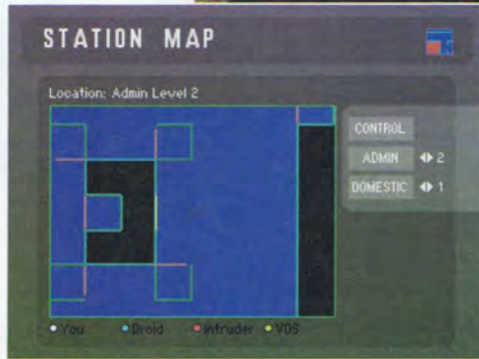 STATION MAP
Location: Admin Level 2
CONTROL
ADMIN 2
DOMESTIC 1
You Droid Intruder VOS